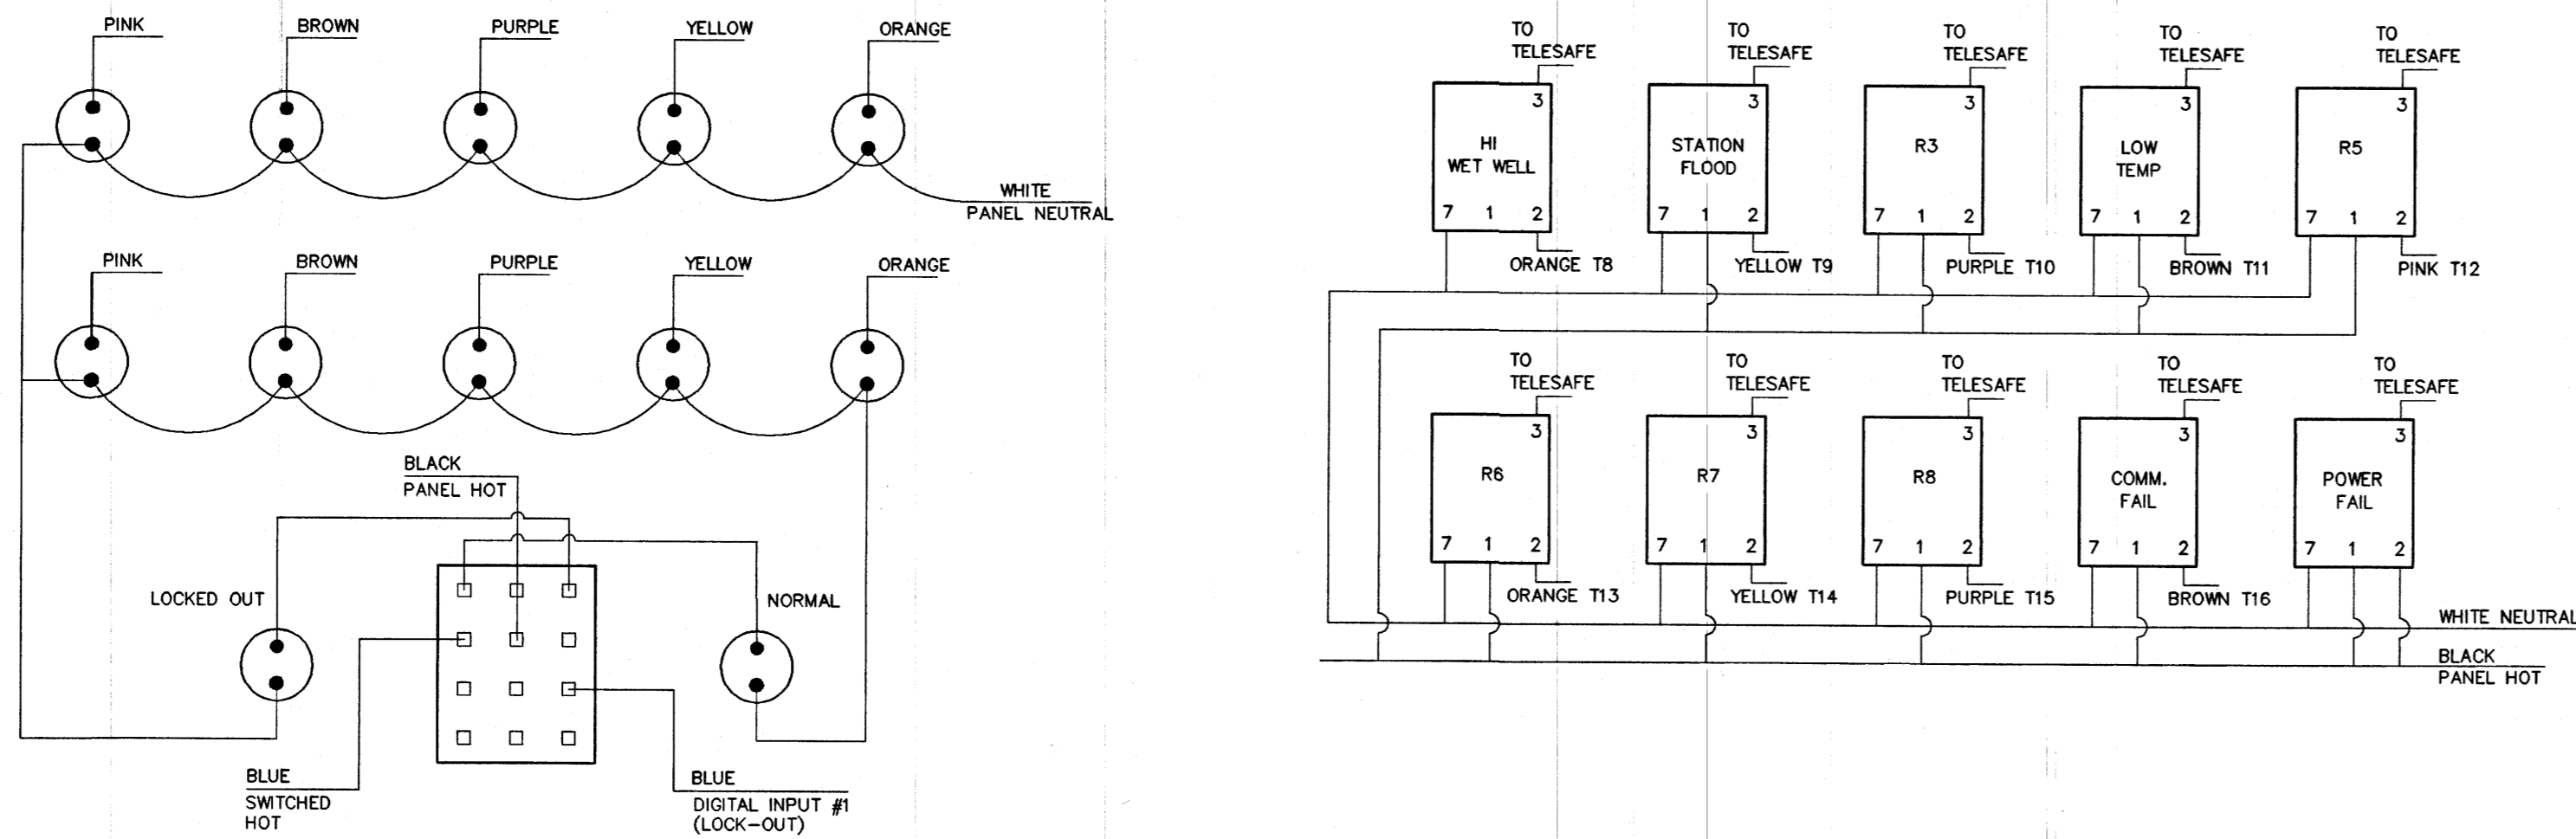 PINK
BROWN
PURPLE
YELLOW
ORANGE
WHITE
PANEL NEUTRAL
PINK
BROWN
PURPLE
YELLOW
ORANGE
BLACK
PANEL HOT
LOCKED OUT
NORMAL
BLUE
SWITCHED
HOT
BLUE
DIGITAL INPUT #1
(LOCK-OUT)
TO
TELESAFE
3
HI
WET WELL
7 1 2
ORANGE T8
TO
TELESAFE
3
STATION
FLOOD
7 1 2
YELLOW T9
TO
TELESAFE
3
R3
7 1 2
PURPLE T10
TO
TELESAFE
3
LOW
TEMP
7 1 2
BROWN T11
TO
TELESAFE
3
R5
7 1 2
PINK T12
TO
TELESAFE
3
R6
7 1 2
ORANGE T13
TO
TELESAFE
3
R7
7 1 2
YELLOW T14
TO
TELESAFE
3
R8
7 1 2
PURPLE T15
TO
TELESAFE
3
COMM.
FAIL
7 1 2
BROWN T16
TO
TELESAFE
3
POWER
FAIL
7 1 2
WHITE NEUTRAL
BLACK
PANEL HOT